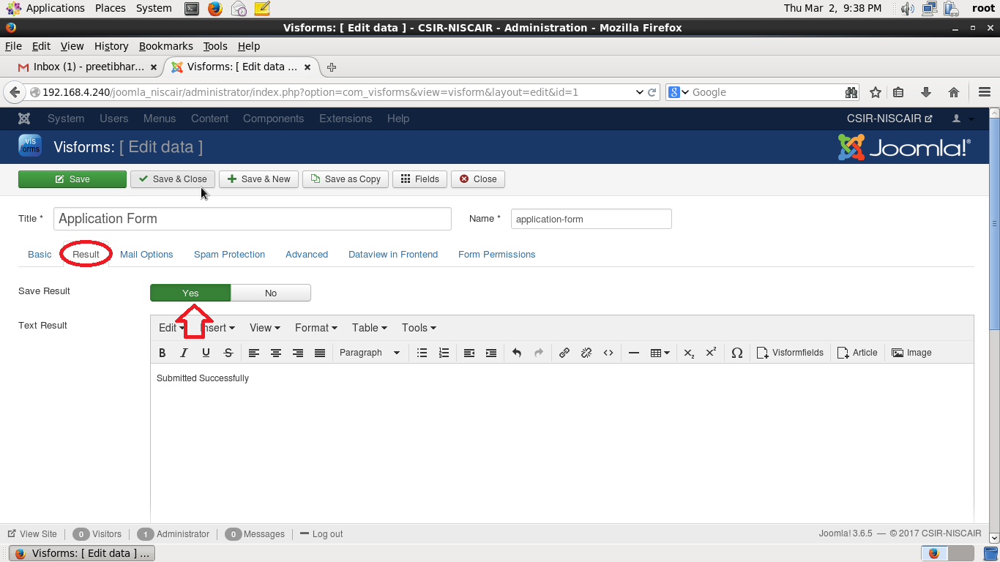 Applications Places System Thu Mar 2, 9:38 PM root
Visforms: [ Edit data ] - CSIR-NISCAIR - Administration - Mozilla Firefox
File Edit View History Bookmarks Tools Help
Inbox (1) - preetibhar... Visforms: [ Edit data ...
192.168.4.240/joomla_niscair/administrator/index.php?option=com_visforms&view=visform&layout=edit&id=1 Google
System Users Menus Content Components Extensions Help CSIR-NISCAIR
vis forms Visforms: [ Edit data ] Joomla!®
Save Save & Close Save & New Save as Copy Fields Close
Title * Application Form Name * application-form
Basic Result Mail Options Spam Protection Advanced Dataview in Frontend Form Permissions
Save Result Yes No
Text Result Edit Insert View Format Table Tools
B I U S Paragraph Visformfields Article Image
Submitted Successfully
View Site 0 Visitors 1 Administrator 0 Messages Log out Joomla! 3.6.5 — © 2017 CSIR-NISCAIR
Visforms: [ Edit data ] ...